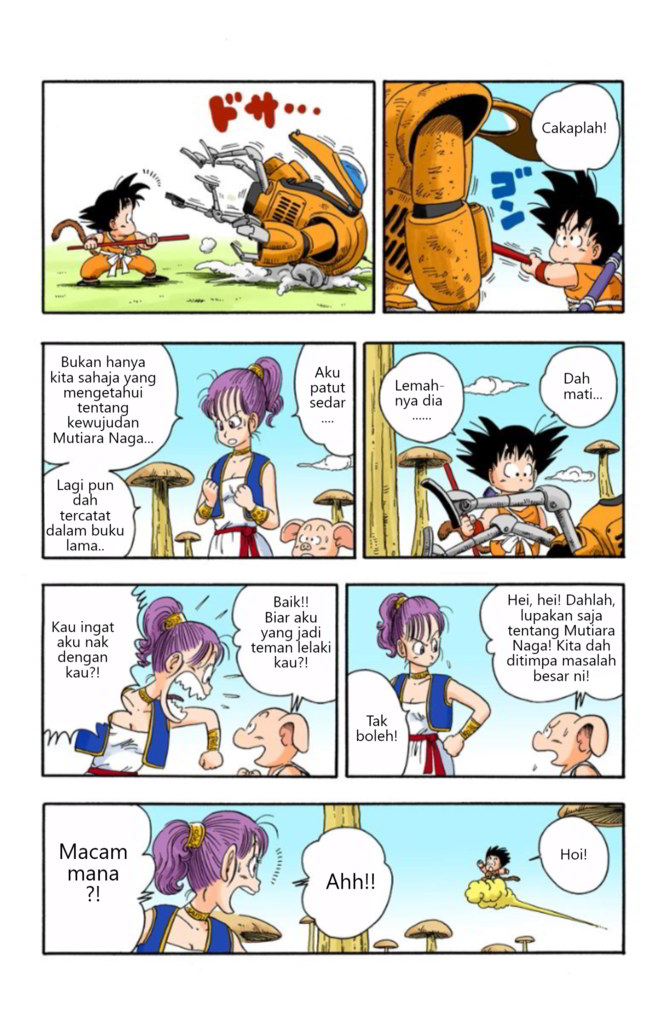 Cakaplah!
ゴン
ドサ…
Dah
mati...
Lemah-
nya dia
......
Aku
patut
sedar
....
Bukan hanya
kita sahaja yang
mengetahui
tentang
kewujudan
Mutiara Naga...
Lagi pun
dah
tercatat
dalam buku
lama..
Hei, hei! Dahlah,
lupakan saja
tentang Mutiara
Naga! Kita dah
ditimpa masalah
besar ni!
Tak
boleh!
Baik!!
Biar aku
yang jadi
teman lelaki
kau?!
Kau ingat
aku nak
dengan
kau?!
Hoi!
Ahh!!
Macam
mana
?!